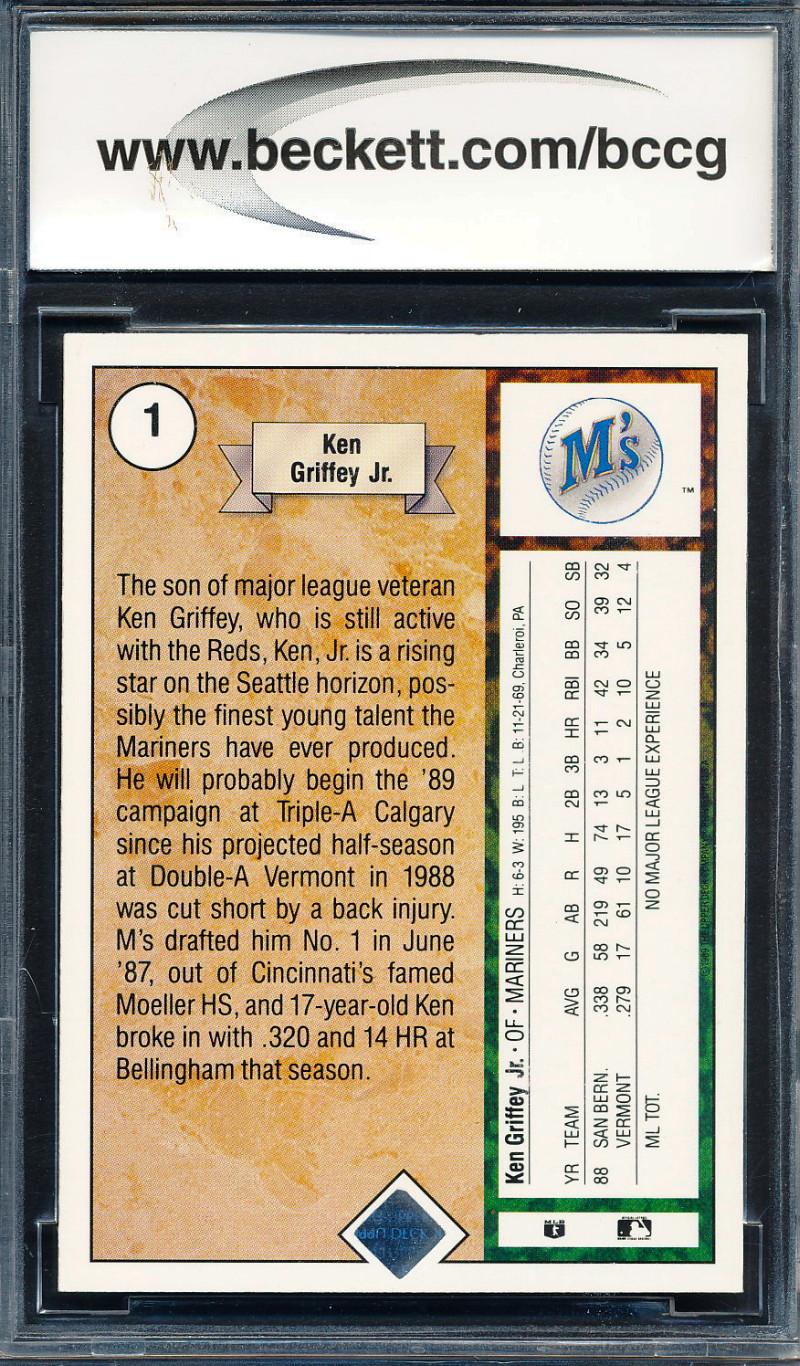 www.beckett.com/bccg
1
Ken
Griffey Jr.
The son of major league veteran
Ken Griffey, who is still active
with the Reds, Ken, Jr. is a rising
star on the Seattle horizon, pos-
sibly the finest young talent the
Mariners have ever produced.
He will probably begin the '89
campaign at Triple-A Calgary
since his projected half-season
at Double-A Vermont in 1988
was cut short by a back injury.
M's drafted him No. 1 in June
'87, out of Cincinnati's famed
Moeller HS, and 17-year-old Ken
broke in with .320 and 14 HR at
Bellingham that season.
M's
TM
Ken Griffey Jr. • OF • MARINERS H: 6-3 W: 195 B: L T: L B: 11-21-69, Charleroi, PA
YR TEAM AVG G AB R H 2B 3B HR RBI BB SO SB
88 SAN BERN. .338 58 219 49 74 13 3 11 42 34 39 32
VERMONT .279 17 61 10 17 5 1 2 10 5 12 4
ML TOT. NO MAJOR LEAGUE EXPERIENCE
©1989 THE UPPER DECK COMPANY
DECK